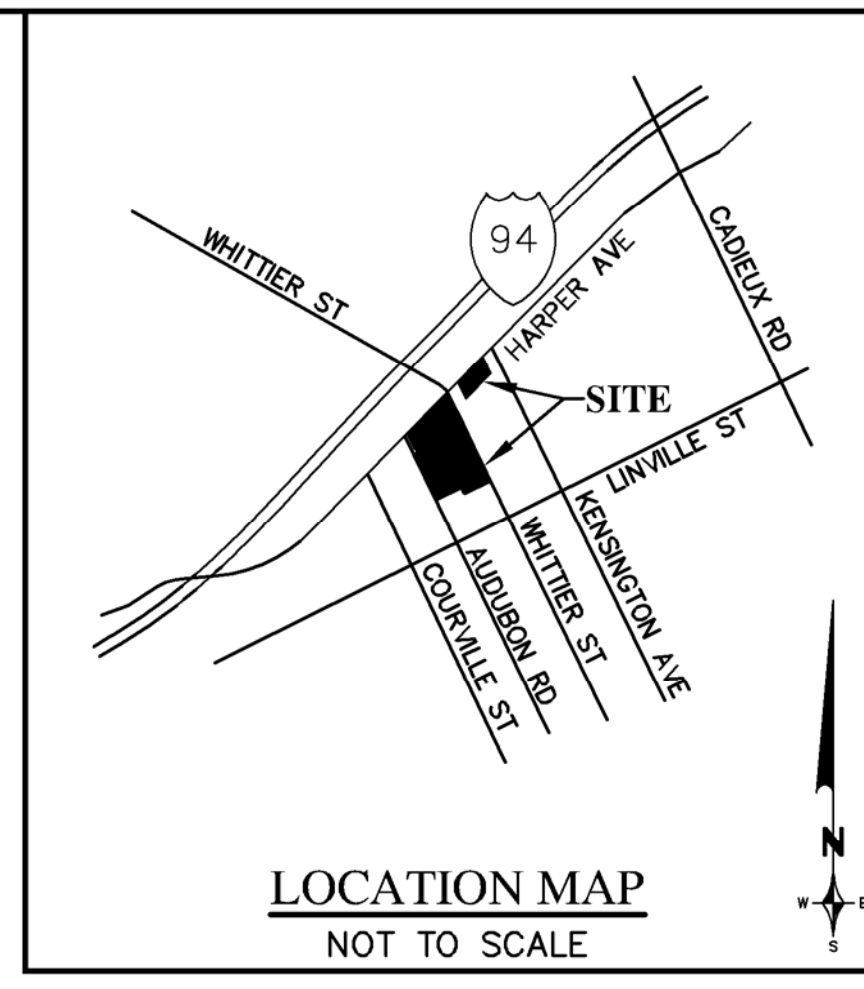 WHITTIER ST
94
HARPER AVE
CADIEUX RD
SITE
LINVILLE ST
KENSINGTON AVE
WHITTIER ST
AUDUBON RD
COURVILLE ST
N
W
E
S
LOCATION MAP
NOT TO SCALE